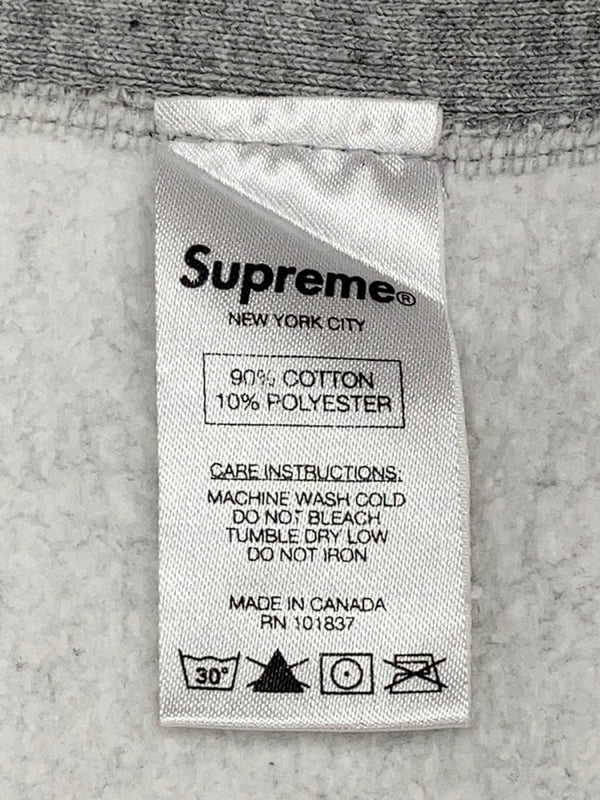 Supreme®
NEW YORK CITY
90% COTTON
10% POLYESTER
CARE INSTRUCTIONS:
MACHINE WASH COLD
DO NOT BLEACH
TUMBLE DRY LOW
DO NOT IRON
MADE IN CANADA
RN 101837
30°